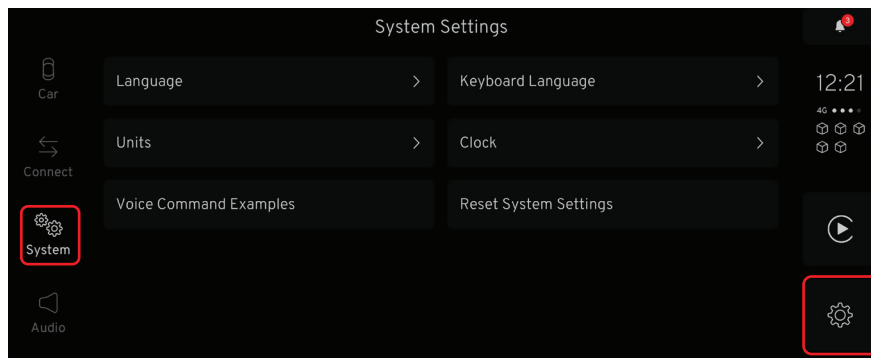 System Settings
3
Car
Language
Keyboard Language
12:21
4G
Connect
Units
Clock
System
Voice Command Examples
Reset System Settings
Audio